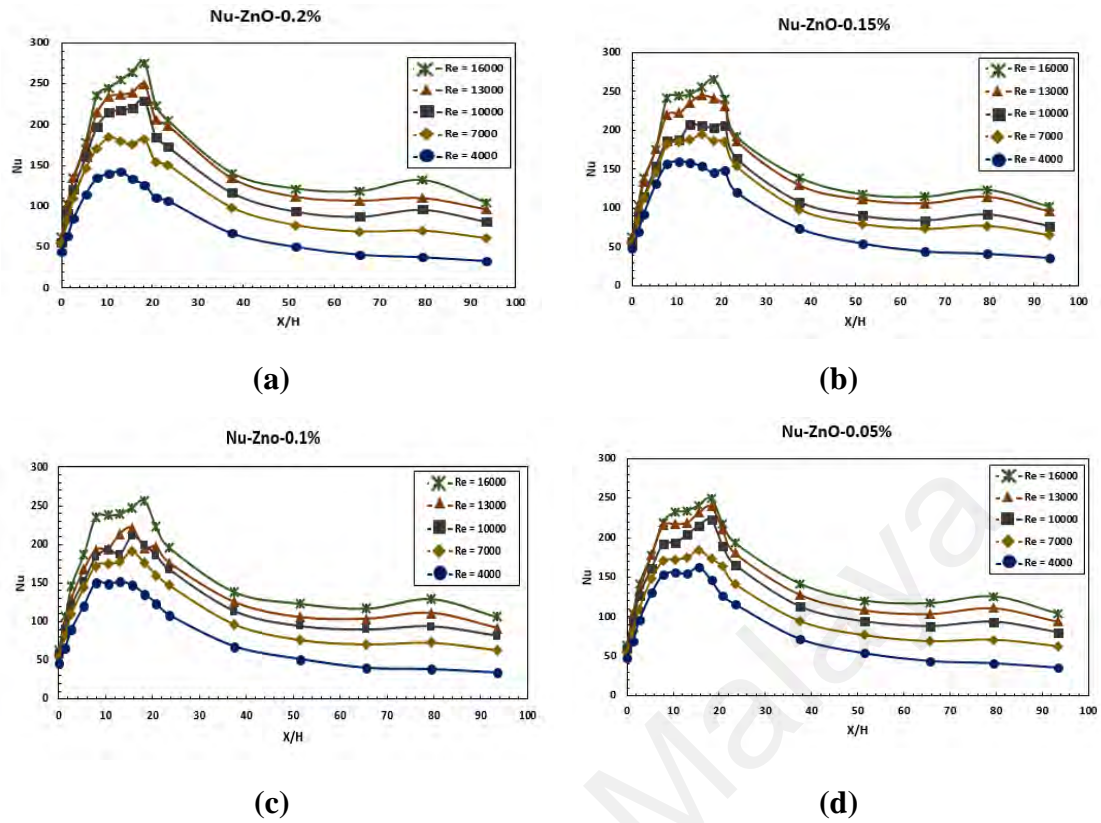 Nu-ZnO-0.2%
300
250
200
150
100
50
0
Nu
0 10 20 30 40 50 60 70 80 90 100
X/H
Re = 16000
Re = 13000
Re = 10000
Re = 7000
Re = 4000
(a)
Nu-ZnO-0.15%
300
250
200
150
100
50
0
Nu
0 10 20 30 40 50 60 70 80 90 100
X/H
Re = 16000
Re = 13000
Re = 10000
Re = 7000
Re = 4000
(b)
Nu-Zno-0.1%
300
250
200
150
100
50
0
Nu
0 10 20 30 40 50 60 70 80 90 100
X/H
Re = 16000
Re = 13000
Re = 10000
Re = 7000
Re = 4000
(c)
Nu-ZnO-0.05%
300
250
200
150
100
50
0
Nu
0 10 20 30 40 50 60 70 80 90 100
X/H
Re = 16000
Re = 13000
Re = 10000
Re = 7000
Re = 4000
(d)
Malaya